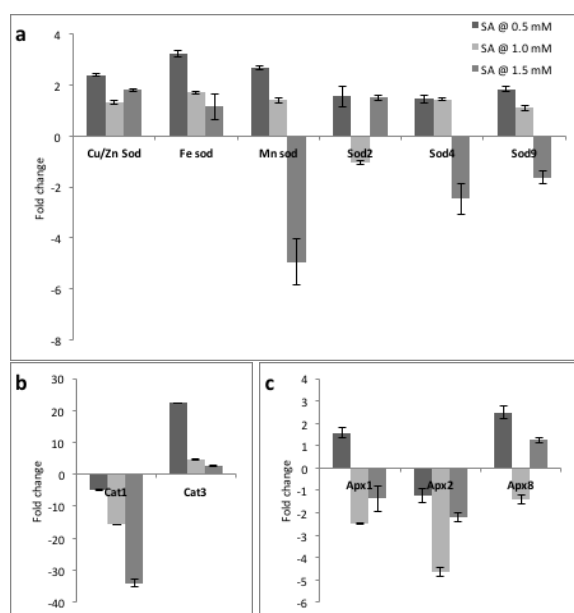 a
SA @ 0.5 mM
SA @ 1.0 mM
SA @ 1.5 mM
Fold change
4
2
0
-2
-4
-6
-8
Cu/Zn Sod Fe sod Mn sod Sod2 Sod4 Sod9
b
Fold change
30
20
10
0
-10
-20
-30
-40
Cat1 Cat3
c
Fold change
4
3
2
1
0
-1
-2
-3
-4
-5
-6
Apx1 Apx2 Apx8